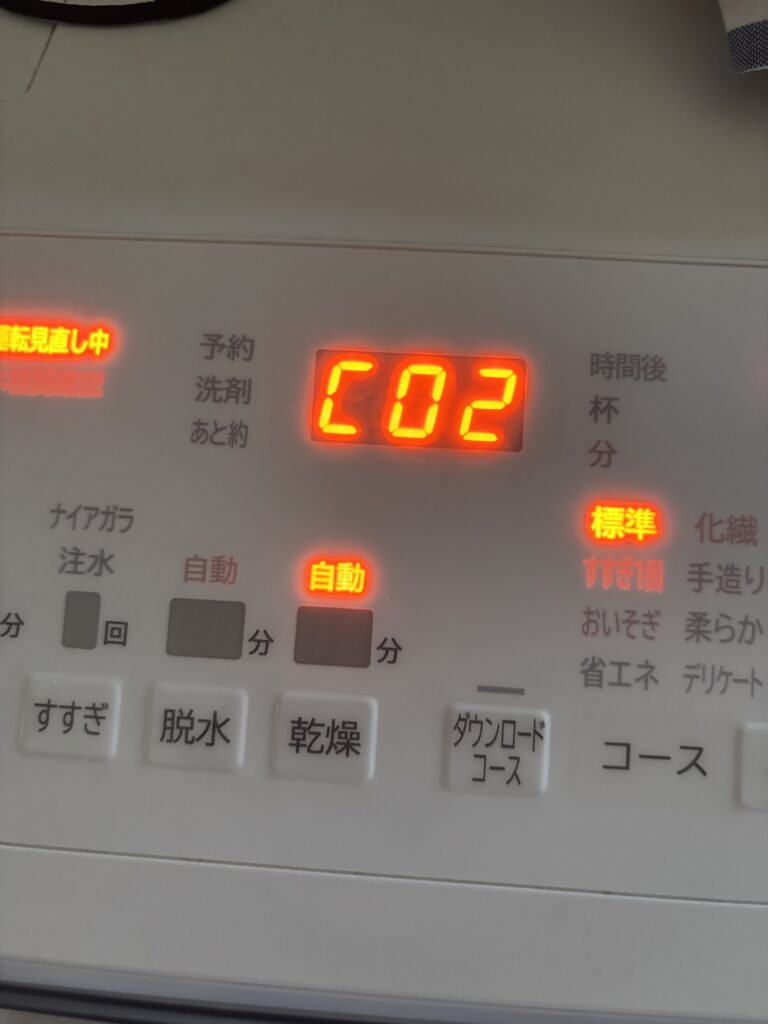 運転見直し中
予約
洗剤
あと約
C02
時間後
杯
分
ナイアガラ
注水
自動
自動
分
回
分
分
標準
化繊
すすぎ1回
手造り
おいそぎ
柔らか
省エネ
デリケート
すすぎ
脱水
乾燥
ダウンロード
コース
コース